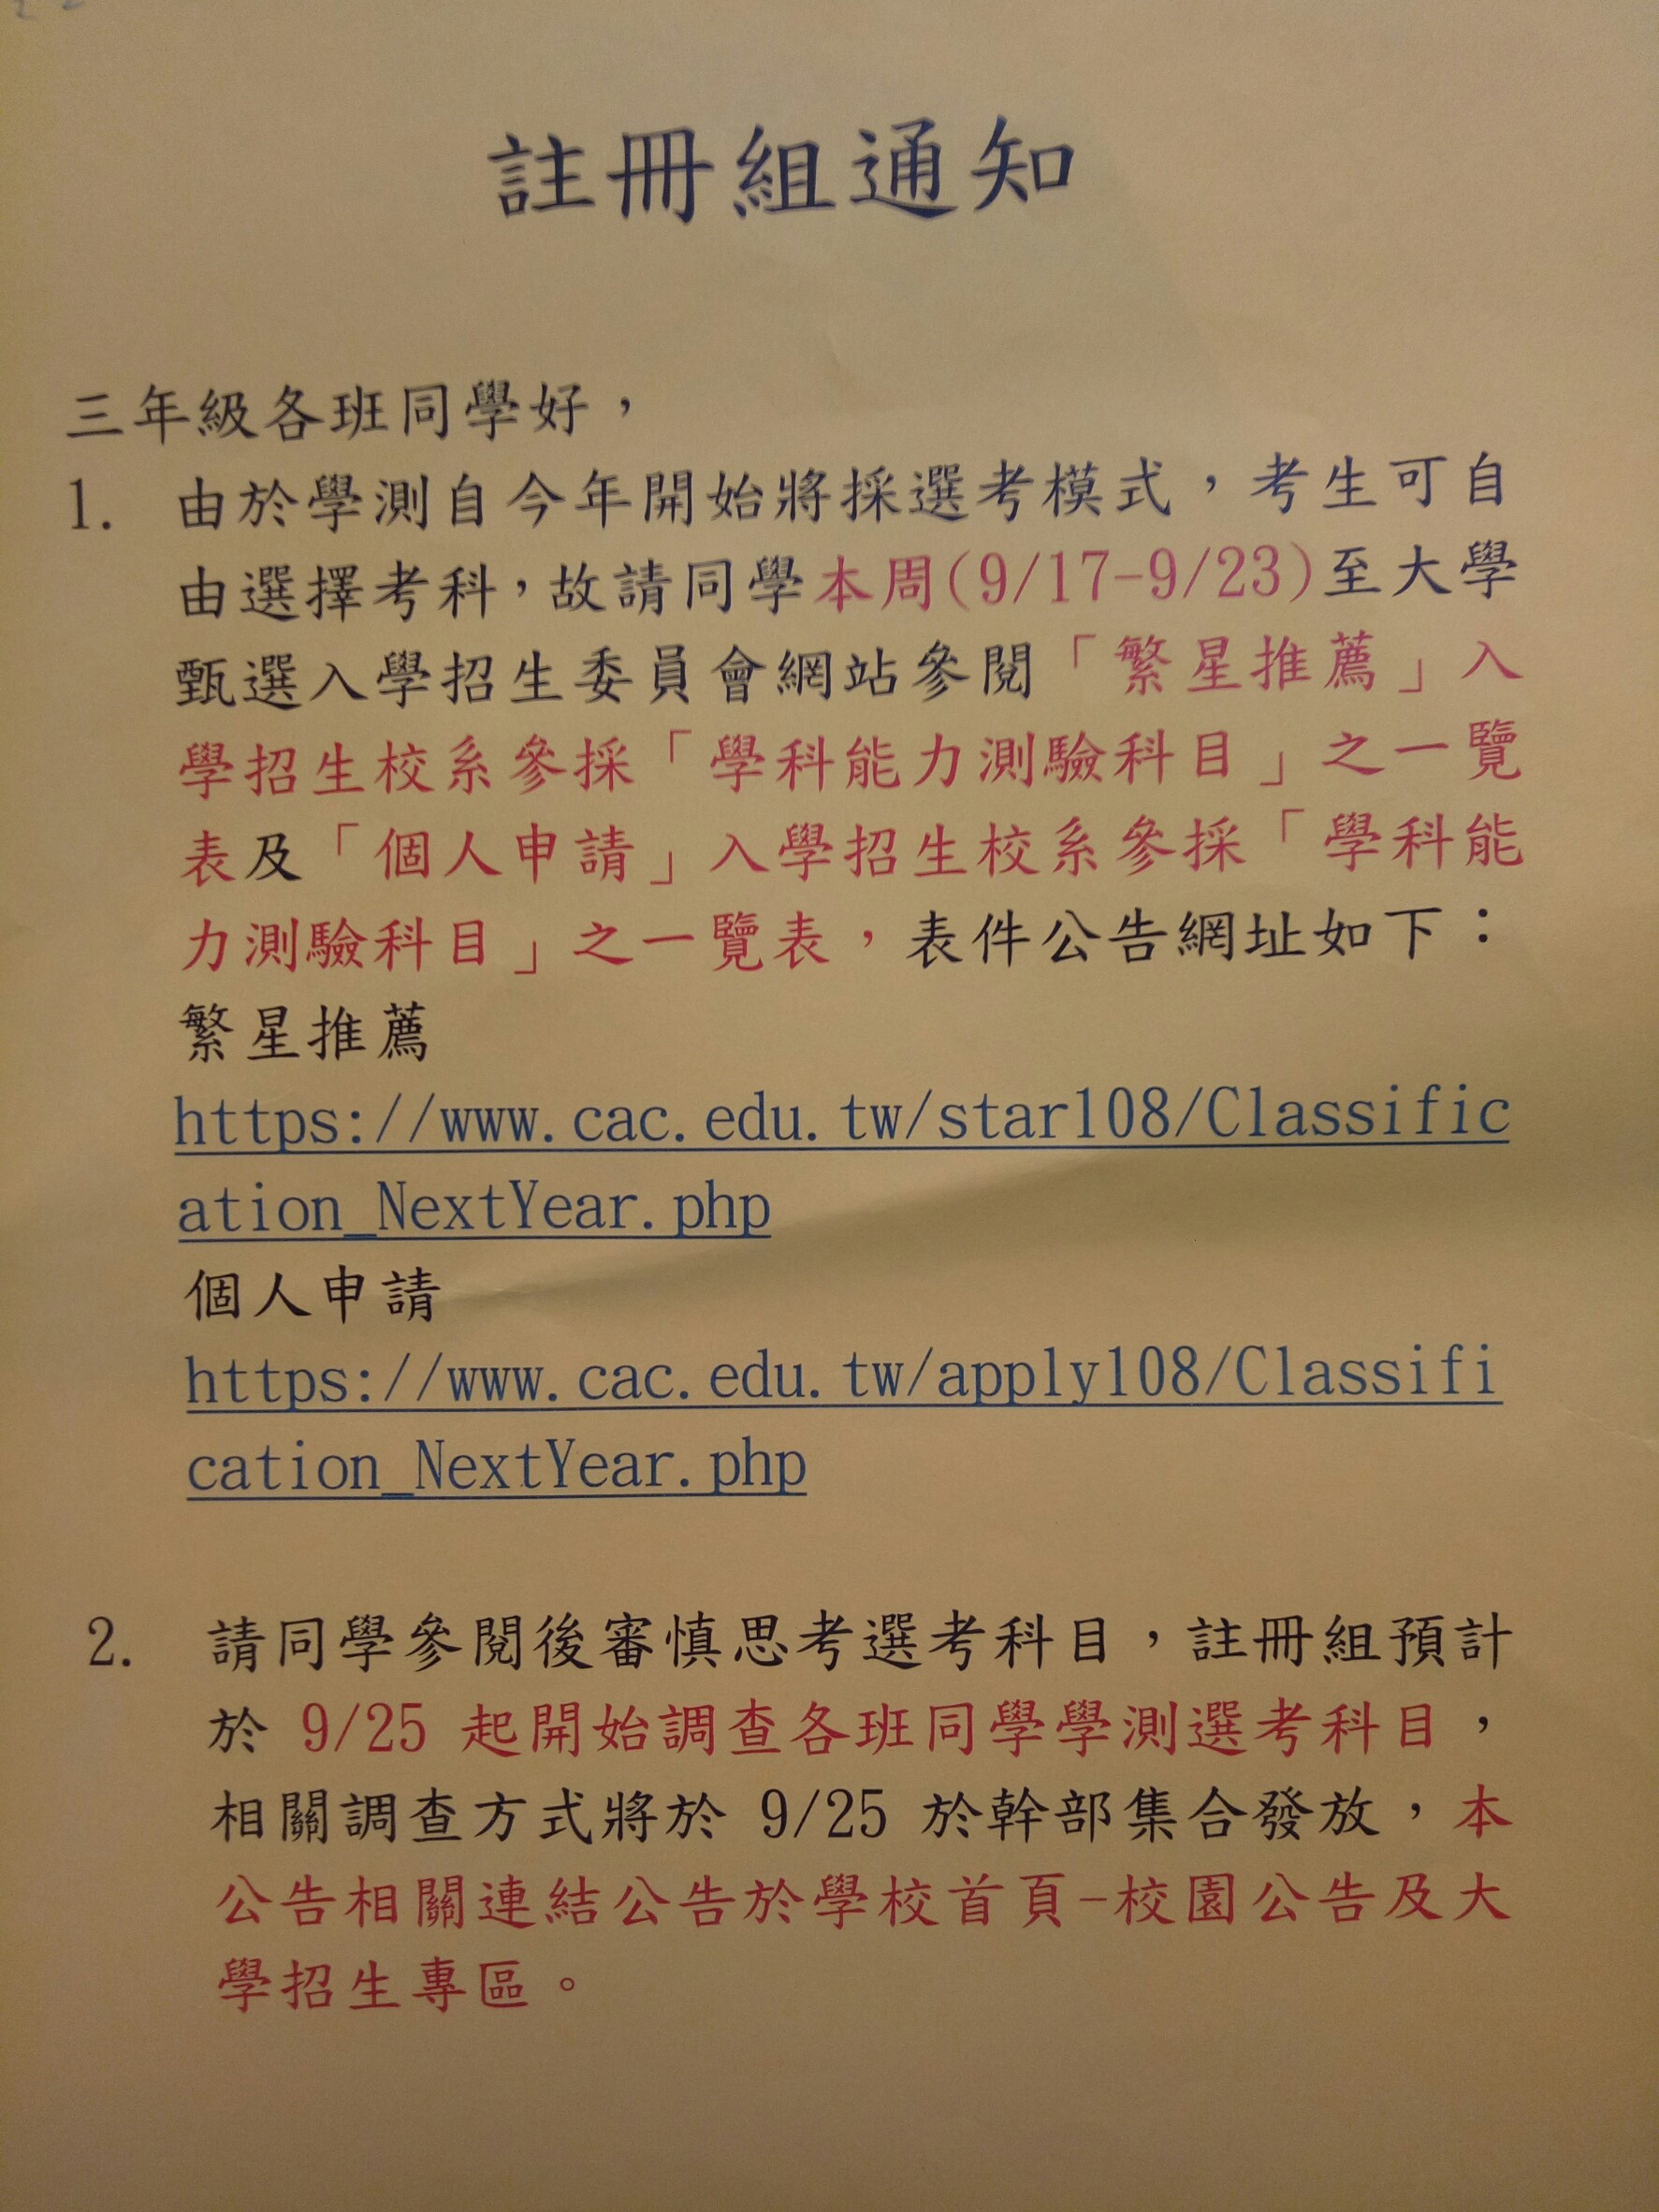 註冊組通知
三年級各班同學好，
1. 由於學測自今年開始將採選考模式，考生可自
由選擇考科，故請同學本周(9/17-9/23)至大學
甄選入學招生委員會網站參閱「繁星推薦」入
學招生校系參採「學科能力測驗科目」之一覽
表及「個人申請」入學招生校系參採「學科能
力測驗科目」之一覽表，表件公告網址如下：
繁星推薦
https://www.cac.edu.tw/star108/Classific
ation_NextYear.php
個人申請
https://www.cac.edu.tw/apply108/Classifi
cation_NextYear.php
2. 請同學參閱後審慎思考選考科目，註冊組預計
於 9/25 起開始調查各班同學學測選考科目，
相關調查方式將於 9/25 於幹部集合發放，本
公告相關連結公告於學校首頁-校園公告及大
學招生專區。